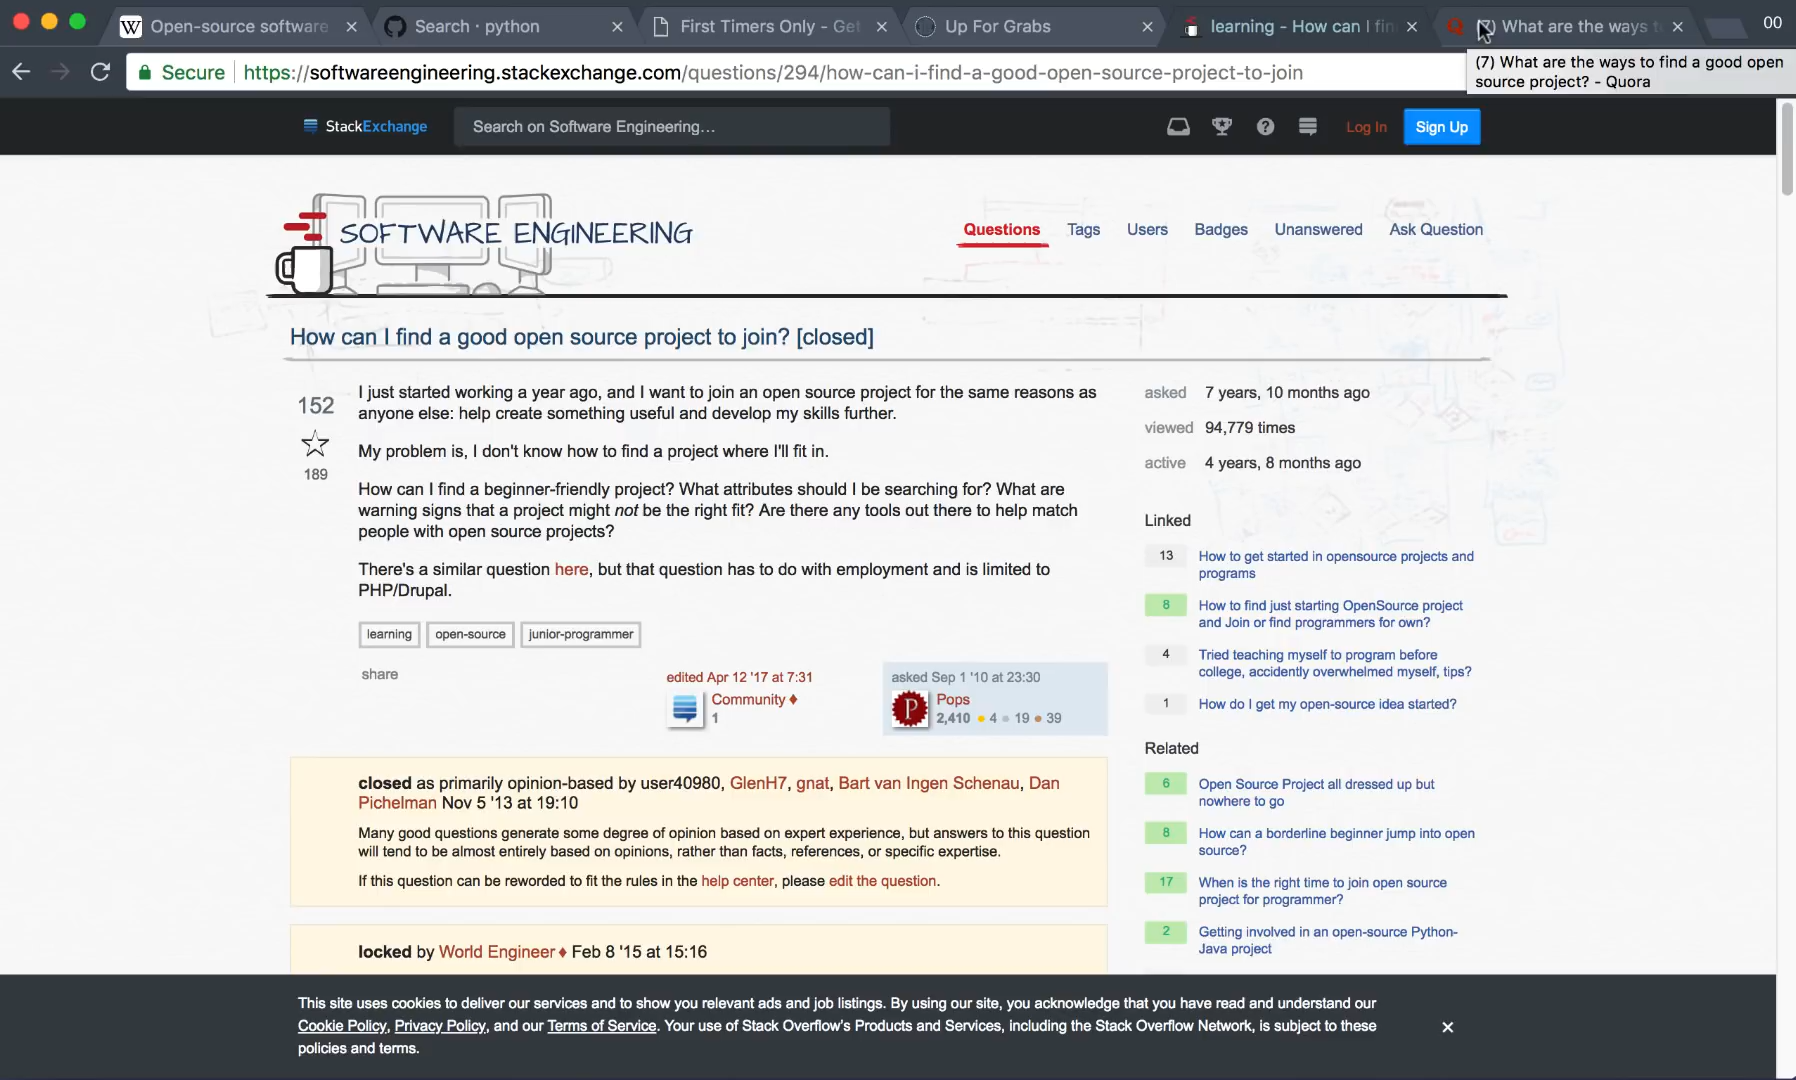 Open-source software
Search · python
First Timers Only - Get
Up For Grabs
learning - How can I fin
(7) What are the ways to
00
Secure
https://softwareengineering.stackexchange.com/questions/294/how-can-i-find-a-good-open-source-project-to-join
(7) What are the ways to find a good open
source project? - Quora
StackExchange
Search on Software Engineering…
Log In
Sign Up
SOFTWARE ENGINEERING
Questions
Tags
Users
Badges
Unanswered
Ask Question
How can I find a good open source project to join? [closed]
152
189
I just started working a year ago, and I want to join an open source project for the same reasons as
anyone else: help create something useful and develop my skills further.
My problem is, I don't know how to find a project where I'll fit in.
How can I find a beginner-friendly project? What attributes should I be searching for? What are
warning signs that a project might not be the right fit? Are there any tools out there to help match
people with open source projects?
There's a similar question here, but that question has to do with employment and is limited to
PHP/Drupal.
learning
open-source
junior-programmer
share
edited Apr 12 '17 at 7:31
Community ♦
1
asked Sep 1 '10 at 23:30
Pops
2,410 ● 4 ● 19 ● 39
closed as primarily opinion-based by user40980, GlenH7, gnat, Bart van Ingen Schenau, Dan
Pichelman Nov 5 '13 at 19:10
Many good questions generate some degree of opinion based on expert experience, but answers to this question
will tend to be almost entirely based on opinions, rather than facts, references, or specific expertise.
If this question can be reworded to fit the rules in the help center, please edit the question.
locked by World Engineer ♦ Feb 8 '15 at 15:16
asked 7 years, 10 months ago
viewed 94,779 times
active 4 years, 8 months ago
Linked
13 How to get started in opensource projects and
programs
8 How to find just starting OpenSource project
and Join or find programmers for own?
4 Tried teaching myself to program before
college, accidently overwhelmed myself, tips?
1 How do I get my open-source idea started?
Related
6 Open Source Project all dressed up but
nowhere to go
8 How can a borderline beginner jump into open
source?
17 When is the right time to join open source
project for programmer?
2 Getting involved in an open-source Python-
Java project
This site uses cookies to deliver our services and to show you relevant ads and job listings. By using our site, you acknowledge that you have read and understand our
Cookie Policy, Privacy Policy, and our Terms of Service. Your use of Stack Overflow's Products and Services, including the Stack Overflow Network, is subject to these
policies and terms.